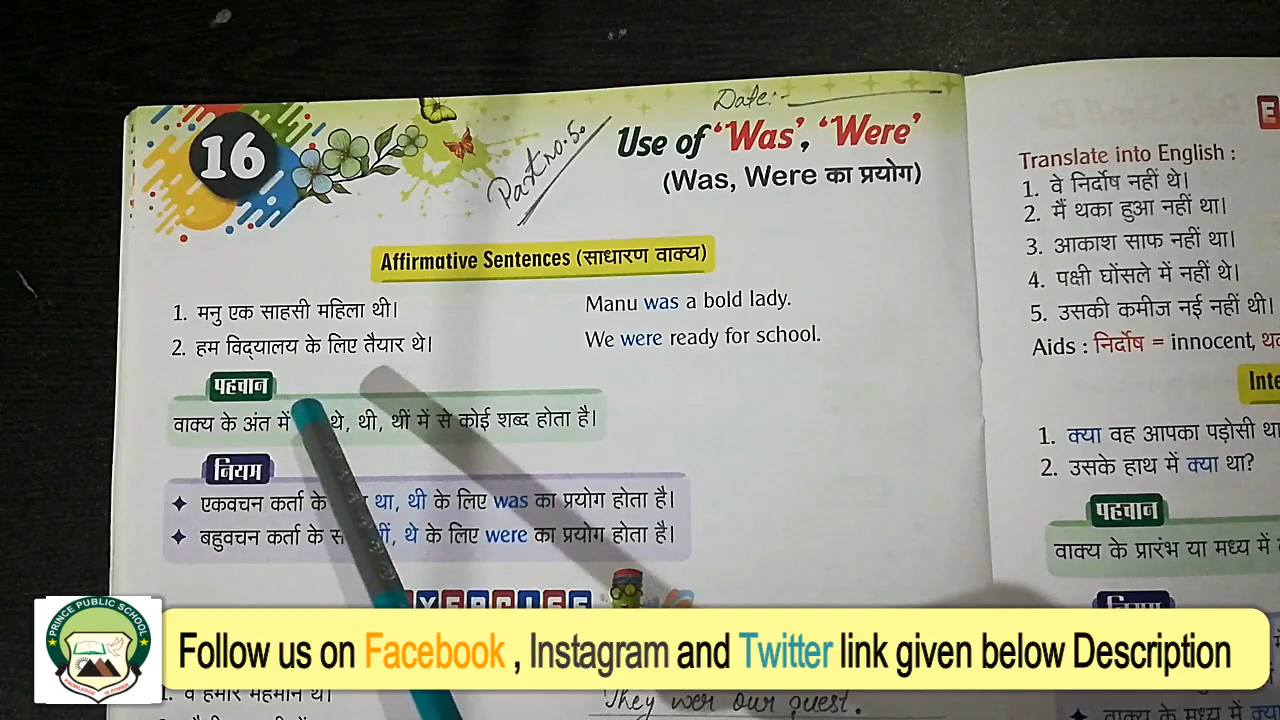 Date:-
16
Part no. 5.
Use of 'Was', 'Were'
(Was, Were का प्रयोग)
Affirmative Sentences (साधारण वाक्य)
1. मनु एक साहसी महिला थी। Manu was a bold lady.
2. हम विद्यालय के लिए तैयार थे। We were ready for school.
पहचान
वाक्य के अंत में थे, थी, थीं में से कोई शब्द होता है।
नियम
एकवचन कर्ता के था, थी के लिए was का प्रयोग होता है।
बहुवचन कर्ता के थे के लिए were का प्रयोग होता है।
They wer our guest.
Translate into English :
1. वे निर्दोष नहीं थे।
2. मैं थका हुआ नहीं था।
3. आकाश साफ नहीं था।
4. पक्षी घोंसले में नहीं थे।
5. उसकी कमीज नई नहीं थी।
Aids : निर्दोष = innocent,
1. क्या वह आपका पड़ोसी
2. उसके हाथ में क्या था?
पहचान
वाक्य के प्रारंभ या मध्य में
वाक्य के मध्य में
PRINCE PUBLIC SCHOOL
Follow us on Facebook , Instagram and Twitter link given below Description